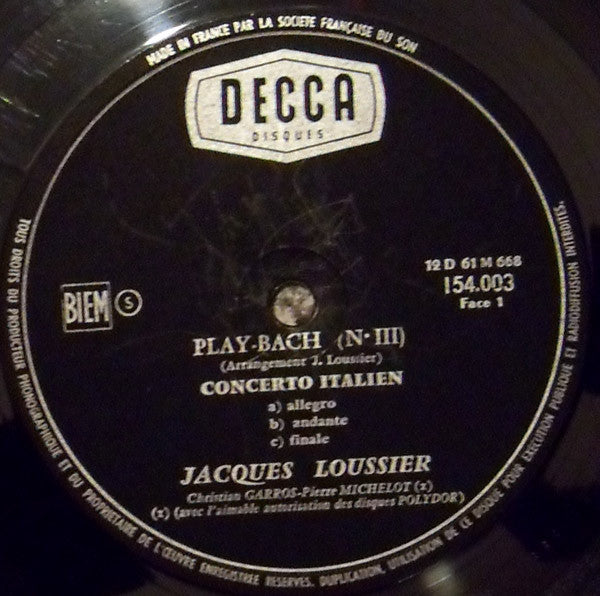 MADE IN FRANCE PAR LA SOCIETE FRANÇAISE DU SON
DECCA
DISQUES
BIEM S
12 D 61 M 668
154.003
Face 1
PLAY-BACH (N• III)
(Arrangement J. Loussier)
CONCERTO ITALIEN
a) allegro
b) andante
c) finale
JACQUES LOUSSIER
Christian GARROS-Pierre MICHELOT (x)
(x) (avec l'aimable autorisation des disques POLYDOR)
TOUS DROITS DU PRODUCTEUR PHONOGRAPHIQUE ET DU PROPRIETAIRE DE L'ŒUVRE ENREGISTREE RESERVES. DUPLICATION, UTILISATION DE CE DISQUE POUR EXECUTION PUBLIQUE ET RADIODIFFUSION INTERDITES.